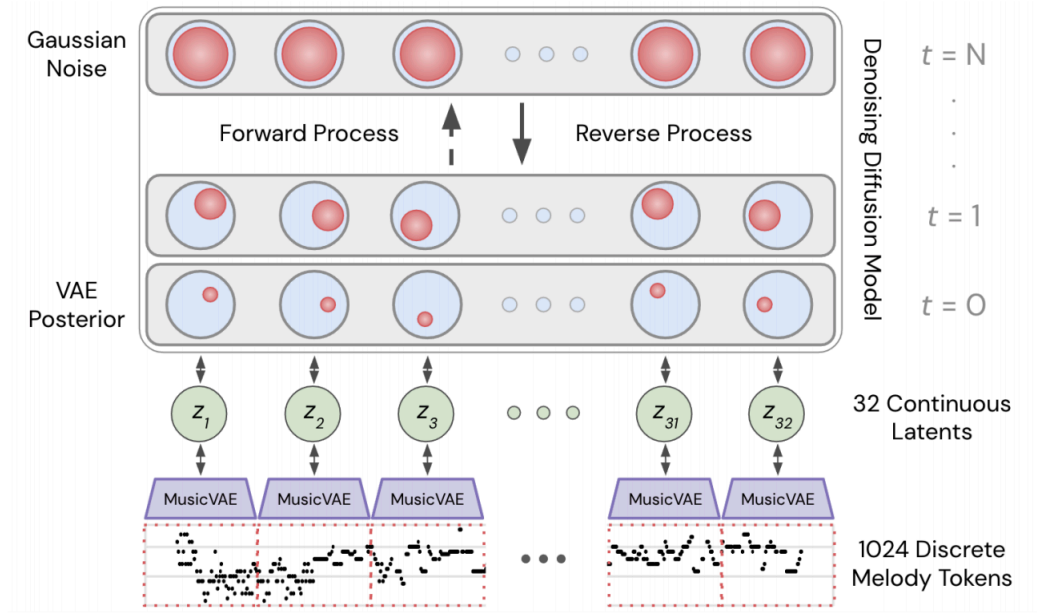 Gaussian
Noise
t = N
Forward Process
Reverse Process
Denoising Diffusion Model
t = 1
VAE
Posterior
t = 0
z1
z2
z3
z31
z32
32 Continuous
Latents
MusicVAE
MusicVAE
MusicVAE
MusicVAE
MusicVAE
1024 Discrete
Melody Tokens